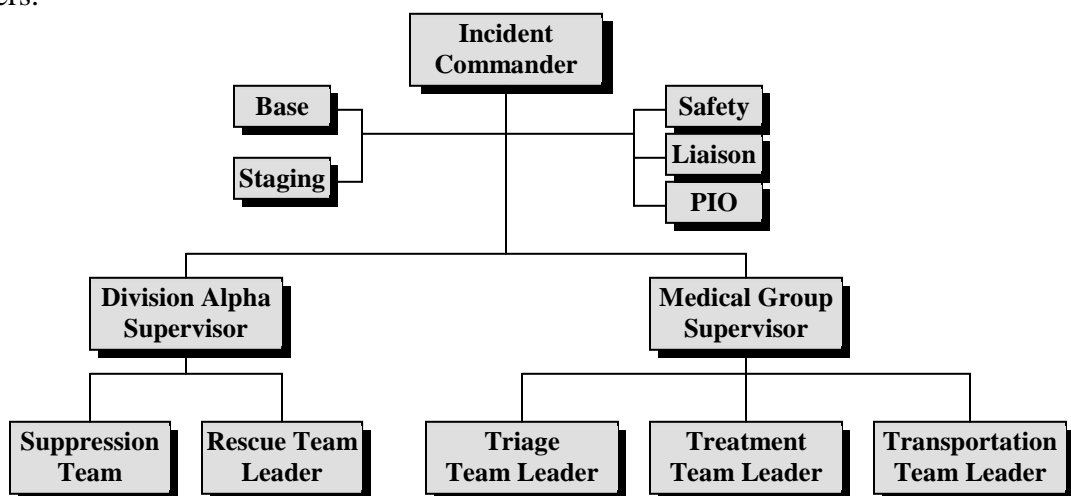 ers.
Incident
Commander
Base
Safety
Liaison
Staging
PIO
Division Alpha
Supervisor
Medical Group
Supervisor
Suppression
Team
Rescue Team
Leader
Triage
Team Leader
Treatment
Team Leader
Transportation
Team Leader